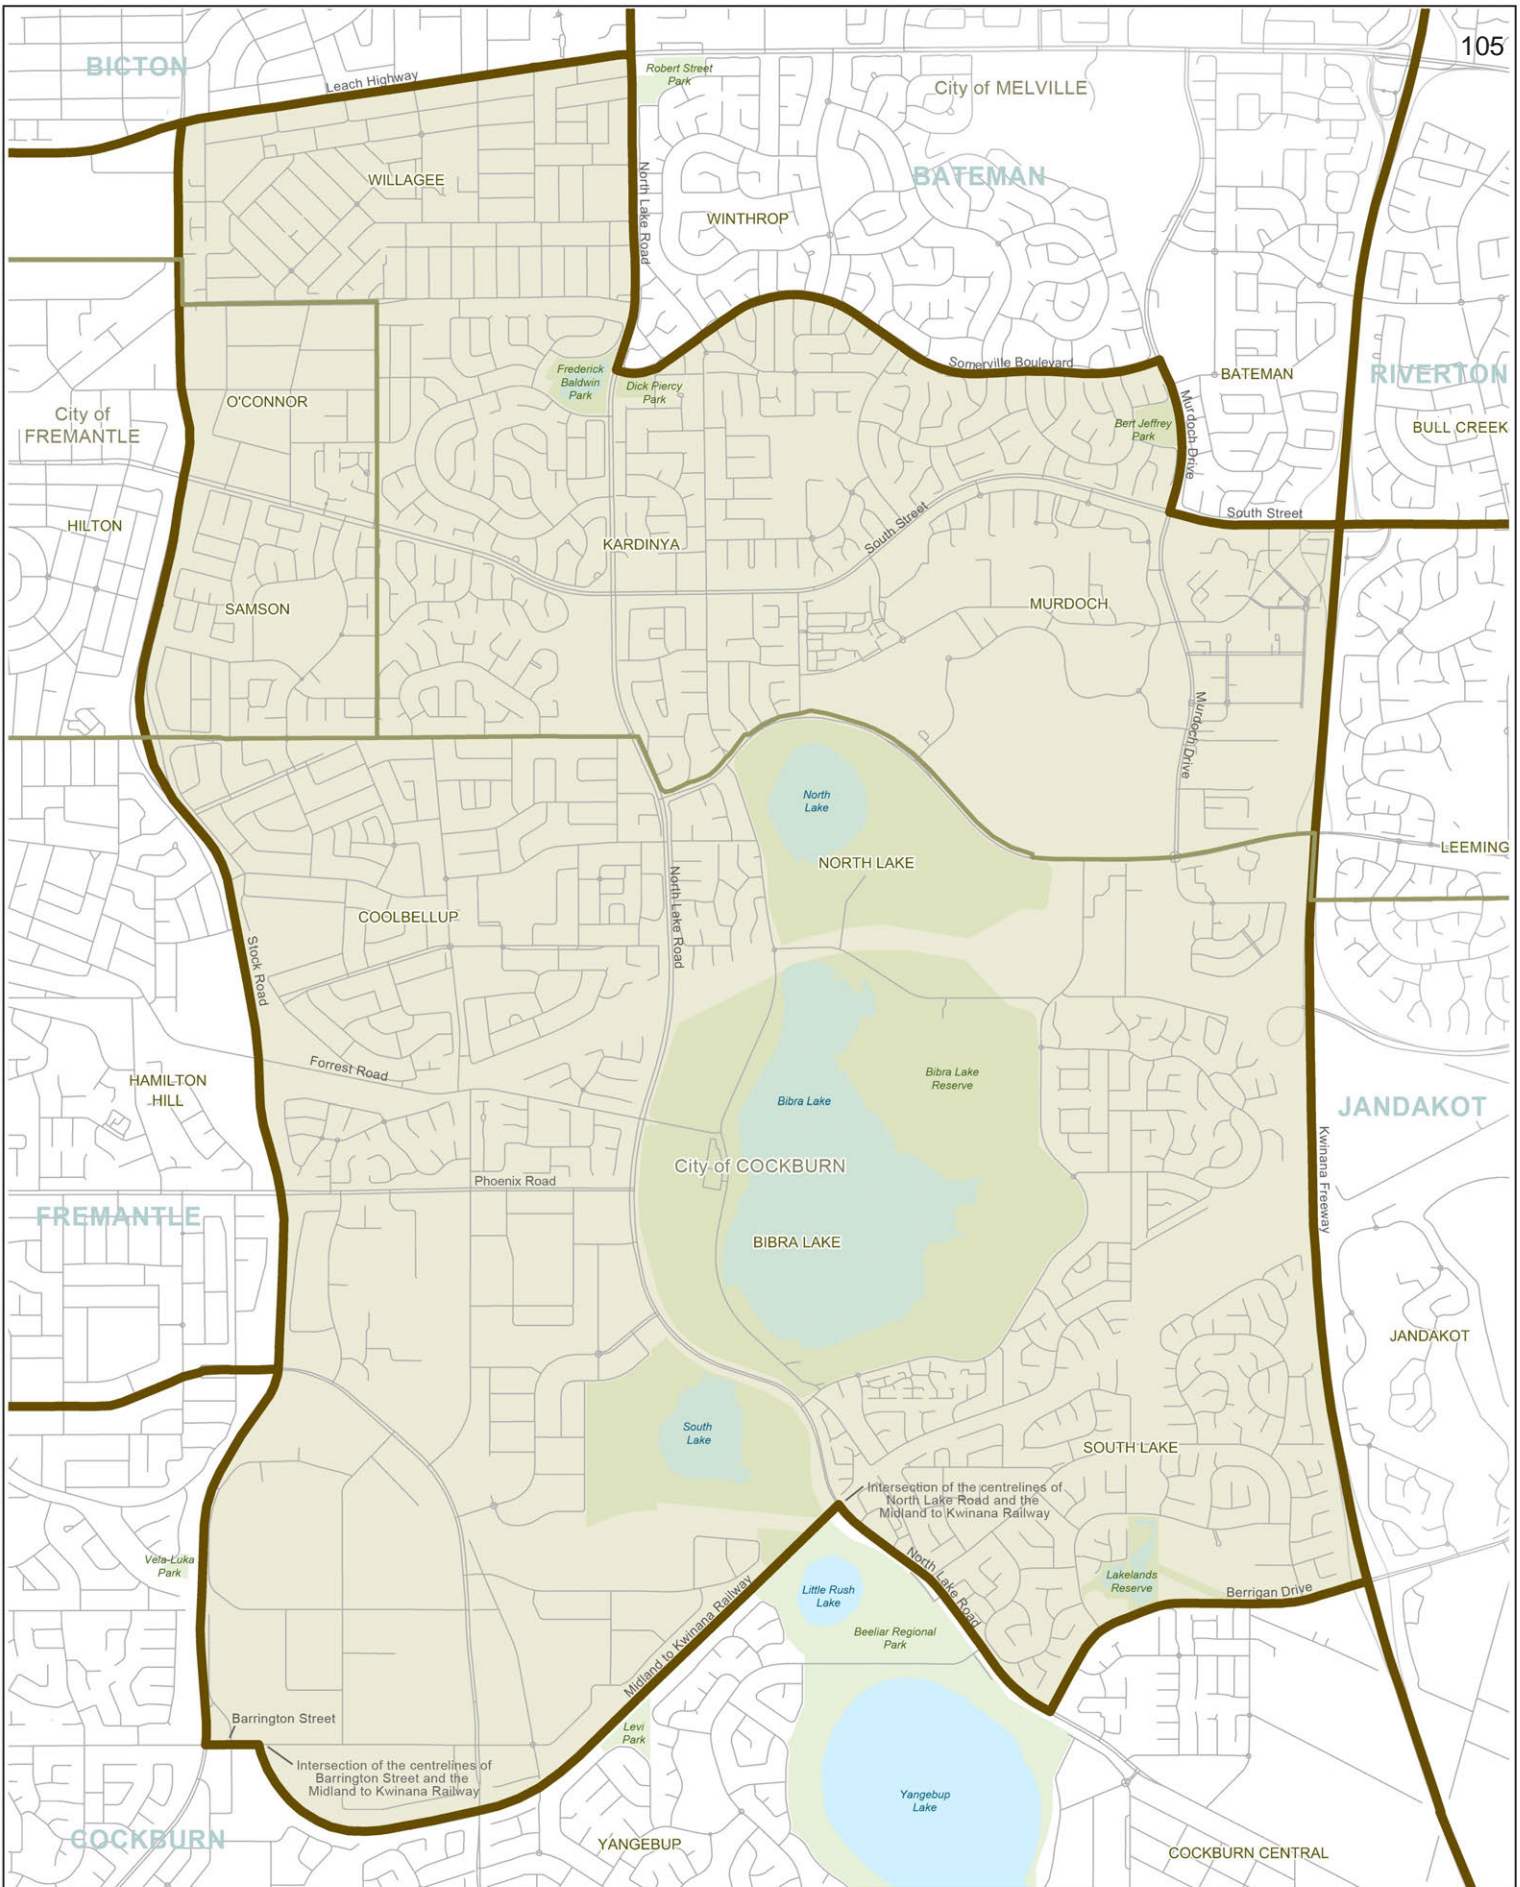 105
BICTON
Leach Highway
Robert Street
Park
City of MELVILLE
WILLAGEE
BATEMAN
North Lake Road
WINTHROP
Frederick
Baldwin
Park
Dick Piercy
Park
Somerville Boulevard
BATEMAN
RIVERTON
O'CONNOR
City of
FREMANTLE
Bert Jeffrey
Park
Murdoch Drive
BULL CREEK
HILTON
South Street
South Street
KARDINYA
SAMSON
MURDOCH
Murdoch Drive
North
Lake
NORTH LAKE
LEEMING
North Lake Road
COOLBELLUP
Stock Road
Forrest Road
HAMILTON
HILL
Bibra Lake
Reserve
Bibra Lake
JANDAKOT
Kwinana Freeway
City of COCKBURN
Phoenix Road
FREMANTLE
BIBRA LAKE
JANDAKOT
South
Lake
SOUTH LAKE
Intersection of the centrelines of
North Lake Road and the
Midland to Kwinana Railway
Vela-Luka
Park
North Lake Road
Little Rush
Lake
Lakelands
Reserve
Berrigan Drive
Beeliar Regional
Park
Midland to Kwinana Railway
Barrington Street
Levi
Park
Intersection of the centrelines of
Barrington Street and the
Midland to Kwinana Railway
Yangebup
Lake
COCKBURN
YANGEBUP
COCKBURN CENTRAL